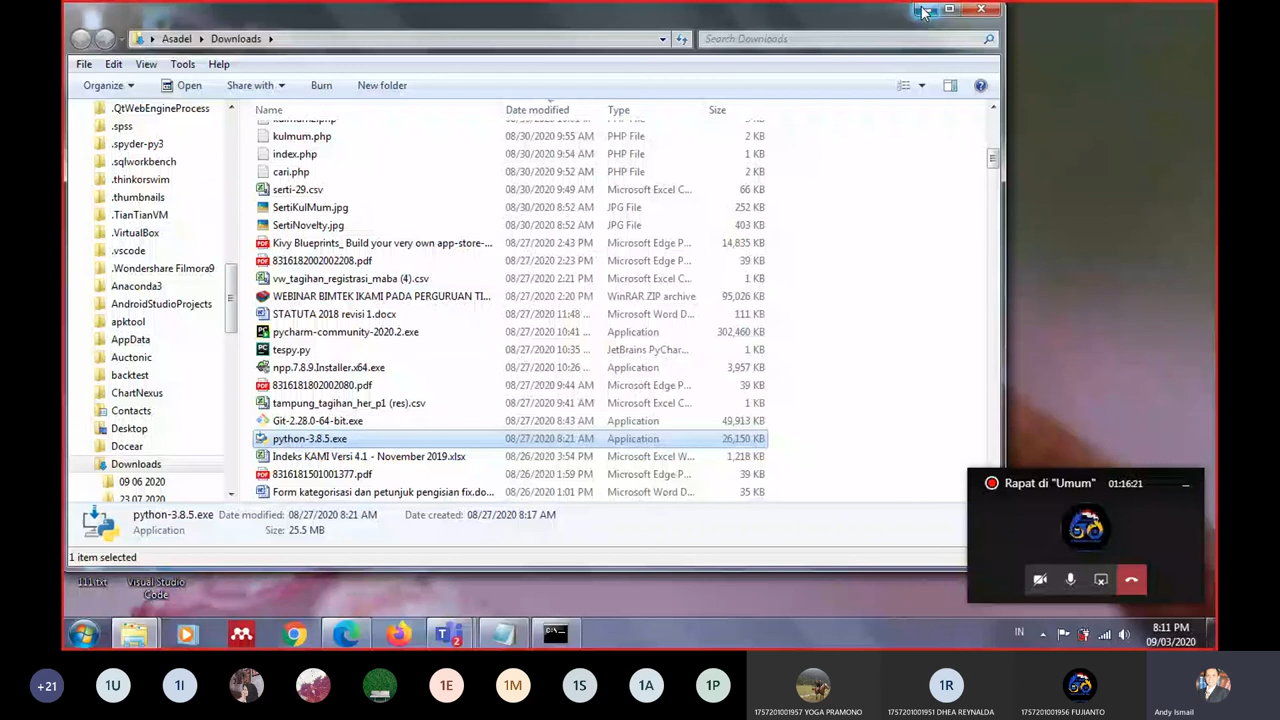 Asadel Downloads
Search Downloads
File Edit View Tools Help
Organize Open Share with Burn New folder
Name Date modified Type Size
.QtWebEngineProcess
.spss
.spyder-py3
.sqlworkbench
.thinkorswim
.thumbnails
.TianTianVM
.VirtualBox
.vscode
.Wondershare Filmora9
Anaconda3
AndroidStudioProjects
apktool
AppData
Auctonic
backtest
ChartNexus
Contacts
Desktop
Docear
Downloads
09 06 2020
23 07 2020
kulmum.php 08/30/2020 9:55 AM PHP File 2 KB
index.php 08/30/2020 9:54 AM PHP File 1 KB
cari.php 08/30/2020 9:52 AM PHP File 2 KB
serti-29.csv 08/30/2020 9:49 AM Microsoft Excel C... 66 KB
SertiKulMum.jpg 08/30/2020 8:52 AM JPG File 252 KB
SertiNovelty.jpg 08/30/2020 8:52 AM JPG File 403 KB
Kivy Blueprints_ Build your very own app-store-... 08/27/2020 2:43 PM Microsoft Edge P... 14,835 KB
8316182002002208.pdf 08/27/2020 2:23 PM Microsoft Edge P... 39 KB
vw_tagihan_registrasi_maba (4).csv 08/27/2020 2:21 PM Microsoft Excel C... 1 KB
WEBINAR BIMTEK IKAMI PADA PERGURUAN TI... 08/27/2020 2:20 PM WinRAR.ZIP archive 95,026 KB
STATUTA 2018 revisi 1.docx 08/27/2020 11:48 ... Microsoft Word D... 111 KB
pycharm-community-2020.2.exe 08/27/2020 10:41 ... Application 302,460 KB
tespy.py 08/27/2020 10:35 ... JetBrains PyChar... 1 KB
npp.7.8.9.Installer.x64.exe 08/27/2020 10:26 ... Application 3,957 KB
8316181802002080.pdf 08/27/2020 9:44 AM Microsoft Edge P... 39 KB
tampung_tagihan_her_p1 (res).csv 08/27/2020 9:41 AM Microsoft Excel C... 1 KB
Git-2.28.0-64-bit.exe 08/27/2020 8:43 AM Application 49,913 KB
python-3.8.5.exe 08/27/2020 8:21 AM Application 26,150 KB
Indeks KAMI Versi 4.1 - November 2019.xlsx 08/26/2020 3:54 PM Microsoft Excel W... 1,218 KB
8316181501001377.pdf 08/26/2020 1:59 PM Microsoft Edge P... 39 KB
Form kategorisasi dan petunjuk pengisian fix.do... 08/26/2020 1:01 PM Microsoft Word D... 35 KB
python-3.8.5.exe Date modified: 08/27/2020 8:21 AM Date created: 08/27/2020 8:17 AM
Application Size: 25.5 MB
1 item selected
Rapat di "Umum" 01:16:21
111.txt Visual Studio
Code
2
IN
8:11 PM
09/03/2020
+21 1U 1I 1E 1M 1S 1A 1P 1R
1757201001957 YOGA PRAMONO 1757201001951 DHEA REYNALDA 1757201001956 FUJIANTO Andy Ismail